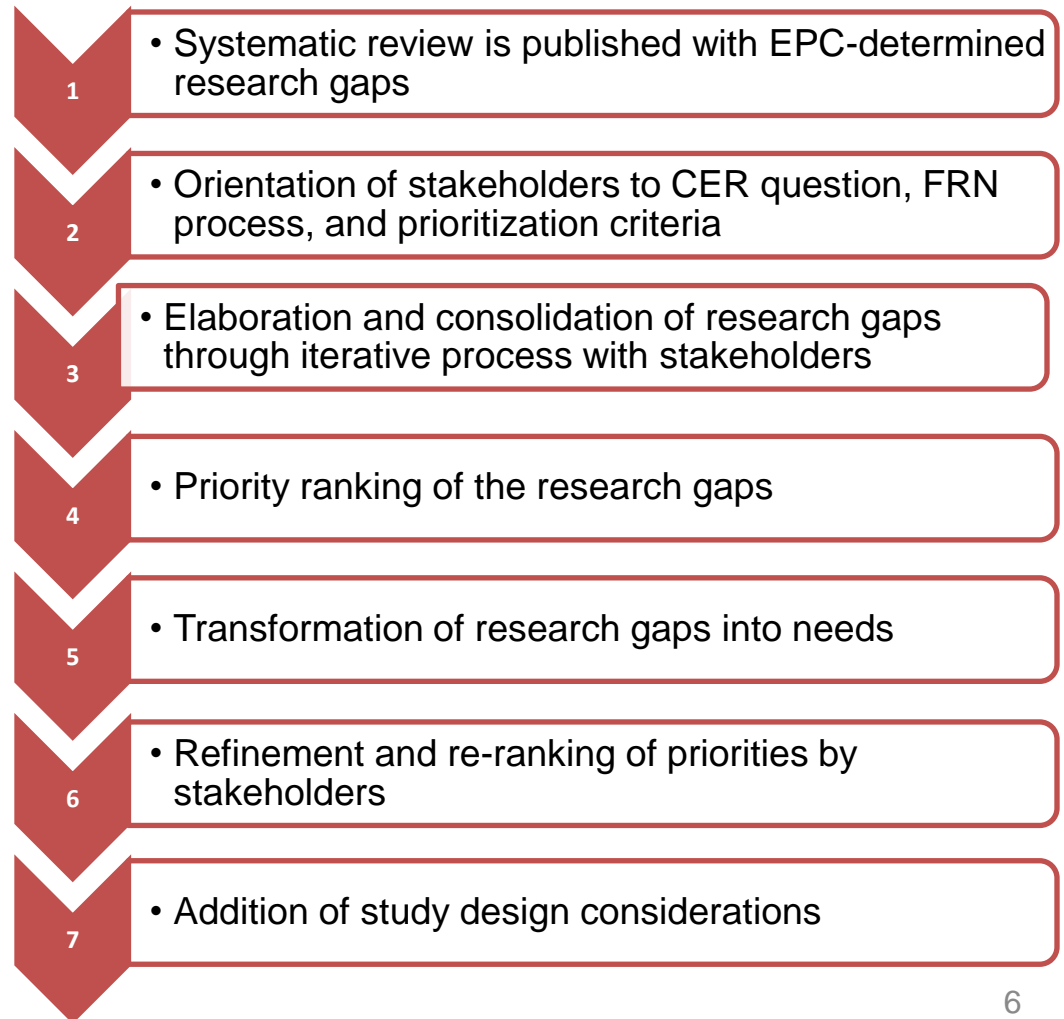 1
• Systematic review is published with EPC-determined
research gaps
2
• Orientation of stakeholders to CER question, FRN
process, and prioritization criteria
3
• Elaboration and consolidation of research gaps
through iterative process with stakeholders
4
• Priority ranking of the research gaps
5
• Transformation of research gaps into needs
6
• Refinement and re-ranking of priorities by
stakeholders
7
• Addition of study design considerations
6